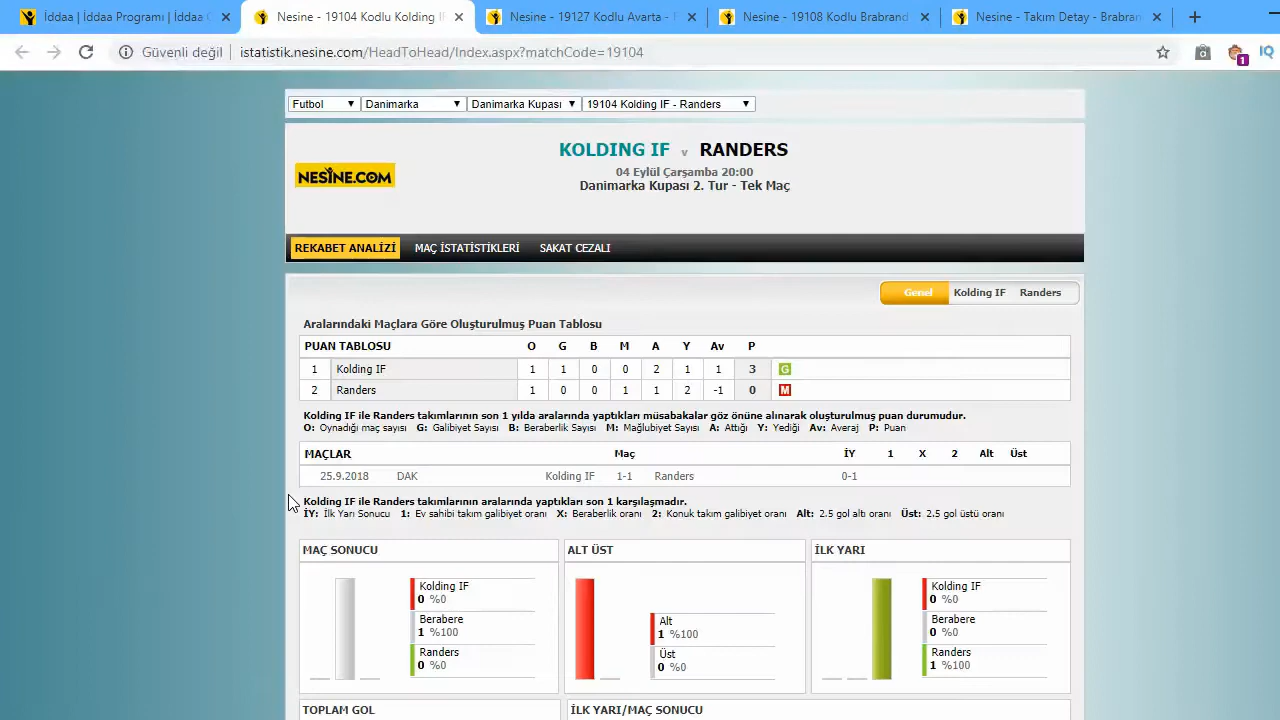 İddaa | İddaa Programı | İddaa
Nesine - 19104 Kodlu Kolding I
Nesine - 19127 Kodlu Avarta -
Nesine - 19108 Kodlu Brabrand
Nesine - Takım Detay - Brabran
Güvenli değil
istatistik.nesine.com/HeadToHead/Index.aspx?matchCode=19104
1
IQ
Futbol
Danimarka
Danimarka Kupası
19104 Kolding IF - Randers
KOLDING IF v RANDERS
NESİNE.COM
04 Eylül Çarşamba 20:00
Danimarka Kupası 2. Tur - Tek Maç
REKABET ANALİZİ MAÇ İSTATİSTİKLERİ SAKAT CEZALI
Genel Kolding IF Randers
Aralarındaki Maçlara Göre Oluşturulmuş Puan Tablosu
PUAN TABLOSU O G B M A Y Av P
1 Kolding IF 1 1 0 0 2 1 1 3 G
2 Randers 1 0 0 1 1 2 -1 0 M
Kolding IF ile Randers takımlarının son 1 yılda aralarında yaptıkları müsabakalar göz önüne alınarak oluşturulmuş puan durumudur.
O: Oynadığı maç sayısı G: Galibiyet Sayısı B: Beraberlik Sayısı M: Mağlubiyet Sayısı A: Attığı Y: Yediği Av: Averaj P: Puan
MAÇLAR Maç İY 1 X 2 Alt Üst
25.9.2018 DAK Kolding IF 1-1 Randers 0-1
Kolding IF ile Randers takımlarının aralarında yaptıkları son 1 karşılaşmadır.
İY: İlk Yarı Sonucu 1: Ev sahibi takım galibiyet oranı X: Beraberlik oranı 2: Konuk takım galibiyet oranı Alt: 2.5 gol altı oranı Üst: 2.5 gol üstü oranı
MAÇ SONUCU
Kolding IF
0 %0
Berabere
1 %100
Randers
0 %0
ALT ÜST
Alt
1 %100
Üst
0 %0
İLK YARI
Kolding IF
0 %0
Berabere
0 %0
Randers
1 %100
TOPLAM GOL
İLK YARI/MAÇ SONUCU